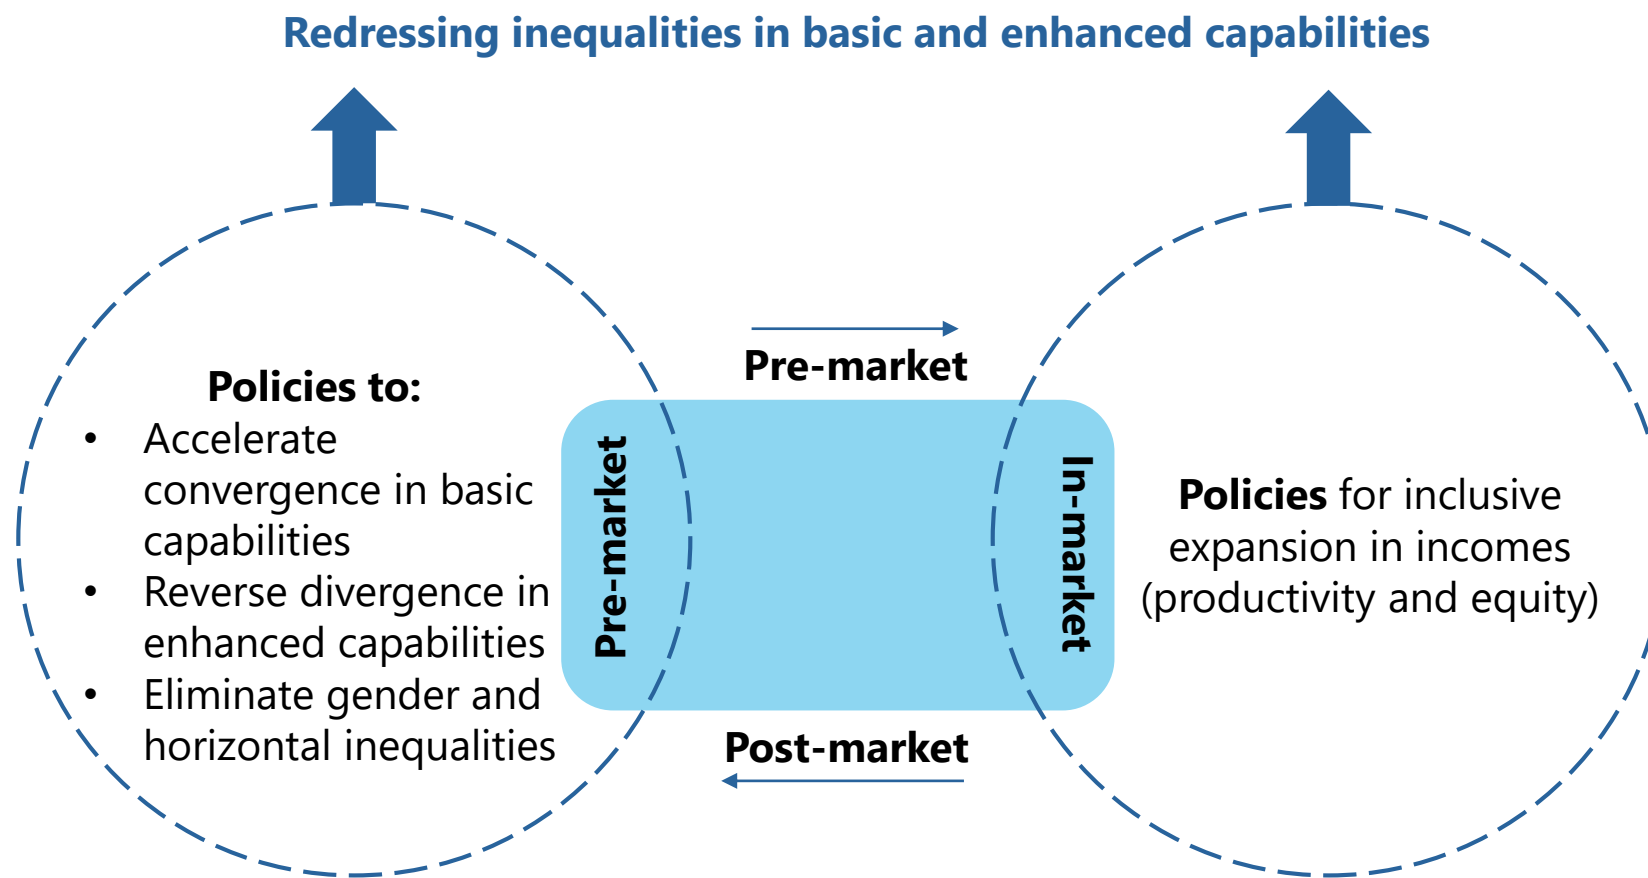 Redressing inequalities in basic and enhanced capabilities
Policies to:
• Accelerate
convergence in basic
capabilities
• Reverse divergence in
enhanced capabilities
• Eliminate gender and
horizontal inequalities
Pre-market
Pre-market
In-market
Post-market
Policies for inclusive
expansion in incomes
(productivity and equity)